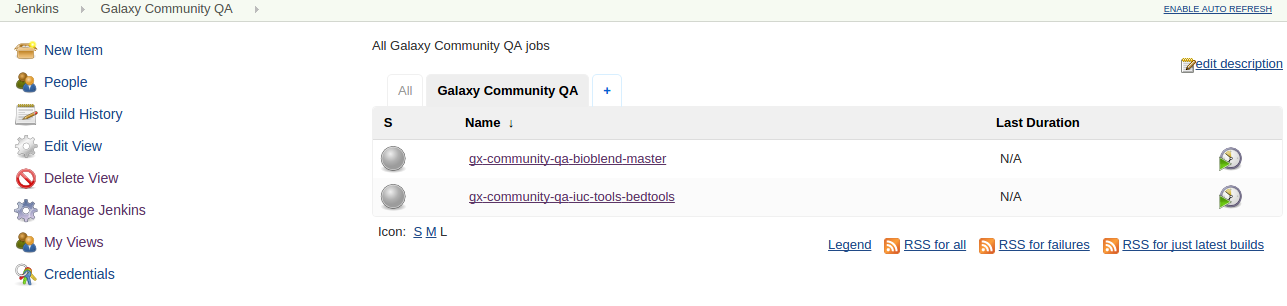 Jenkins Galaxy Community QA ENABLE AUTO REFRESH
New Item
People
Build History
Edit View
Delete View
Manage Jenkins
My Views
Credentials
All Galaxy Community QA jobs
edit description
All Galaxy Community QA +
S Name ↓ Last Duration
gx-community-qa-bioblend-master N/A
gx-community-qa-iuc-tools-bedtools N/A
Icon: S M L
Legend RSS for all RSS for failures RSS for just latest builds